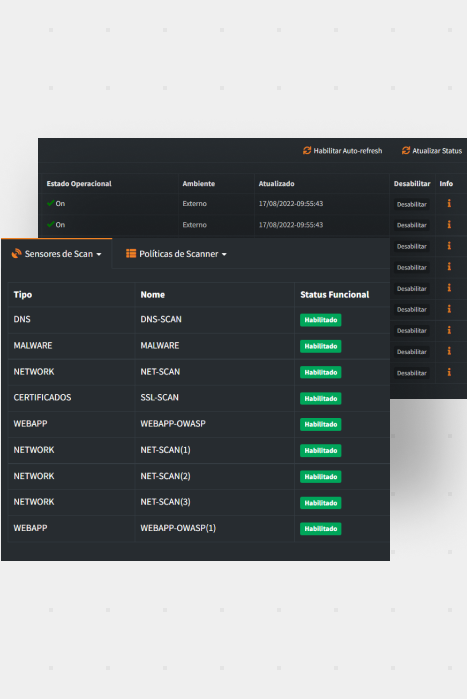 Habilitar Auto-refresh Atualizar Status
Estado Operacional Ambiente Atualizado Desabilitar Info
On Externo 17/08/2022-09:55:43 Desabilitar
On Externo 17/08/2022-09:55:43 Desabilitar
Desabilitar
Desabilitar
Desabilitar
Desabilitar
Desabilitar
Desabilitar
Desabilitar
Sensores de Scan Políticas de Scanner
Tipo Nome Status Funcional
DNS DNS-SCAN Habilitado
MALWARE MALWARE Habilitado
NETWORK NET-SCAN Habilitado
CERTIFICADOS SSL-SCAN Habilitado
WEBAPP WEBAPP-OWASP Habilitado
NETWORK NET-SCAN(1) Habilitado
NETWORK NET-SCAN(2) Habilitado
NETWORK NET-SCAN(3) Habilitado
WEBAPP WEBAPP-OWASP(1) Habilitado